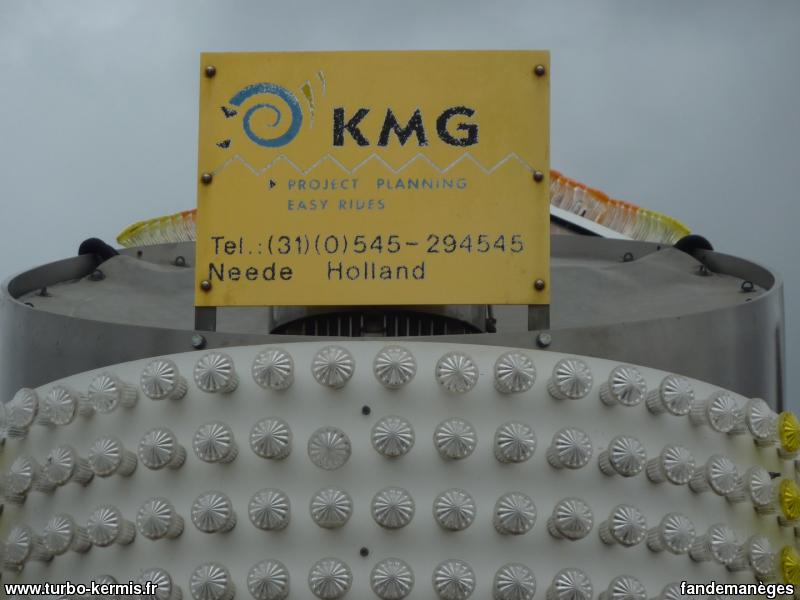 KMG
PROJECT PLANNING
EASY RIDES
Tel.:(31)(0)545-294545
Neede Holland
www.turbo-kermis.fr
fandemanèges